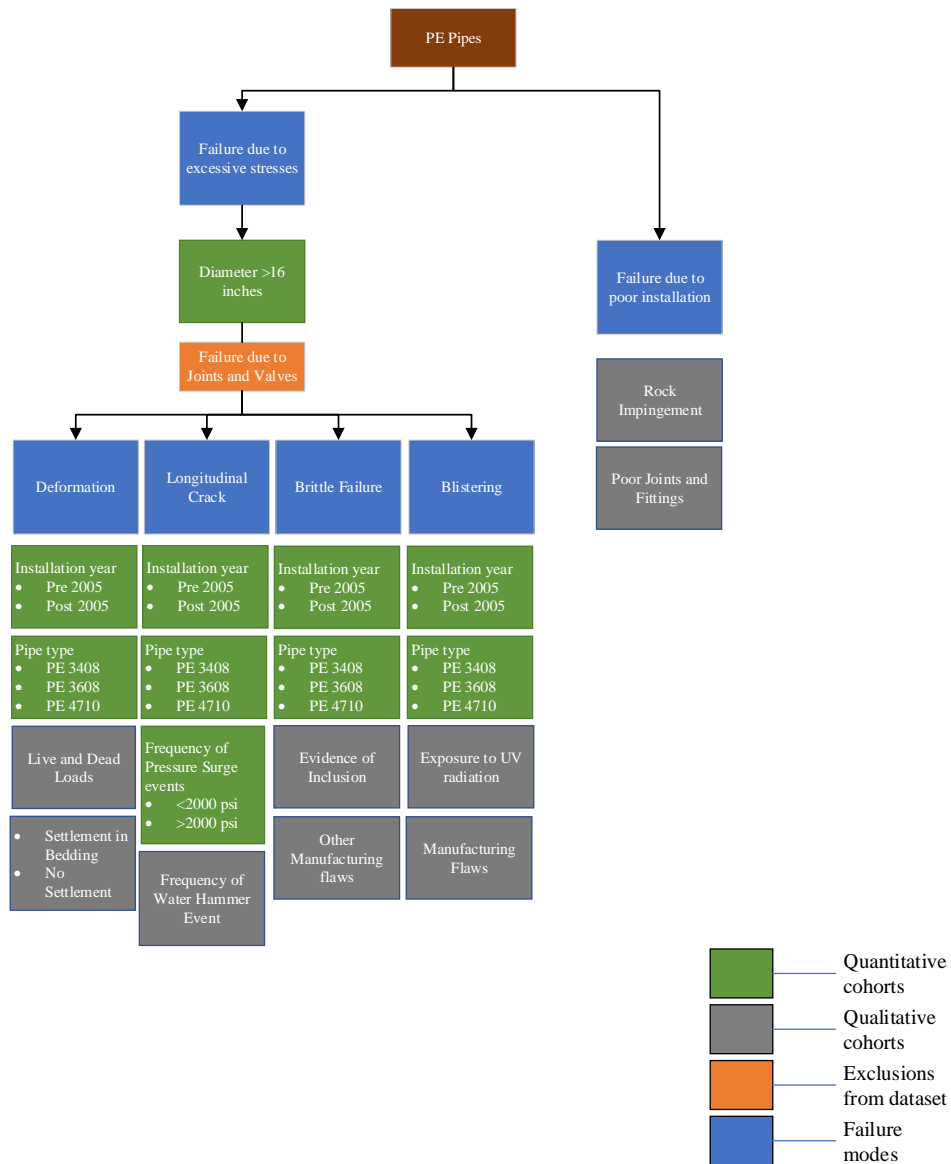 PE Pipes
Failure due to
excessive stresses
Diameter >16
inches
Failure due to
poor installation
Failure due to
Joints and Valves
Rock
Impingement
Poor Joints and
Fittings
Deformation
Longitudinal
Crack
Brittle Failure
Blistering
Installation year
• Pre 2005
• Post 2005
Installation year
• Pre 2005
• Post 2005
Installation year
• Pre 2005
• Post 2005
Installation year
• Pre 2005
• Post 2005
Pipe type
• PE 3408
• PE 3608
• PE 4710
Pipe type
• PE 3408
• PE 3608
• PE 4710
Pipe type
• PE 3408
• PE 3608
• PE 4710
Pipe type
• PE 3408
• PE 3608
• PE 4710
Live and Dead
Loads
Frequency of
Pressure Surge
events
• <2000 psi
• >2000 psi
Evidence of
Inclusion
Exposure to UV
radiation
• Settlement in
Bedding
• No
Settlement
Frequency of
Water Hammer
Event
Other
Manufacturing
flaws
Manufacturing
Flaws
Quantitative
cohorts
Qualitative
cohorts
Exclusions
from dataset
Failure
modes